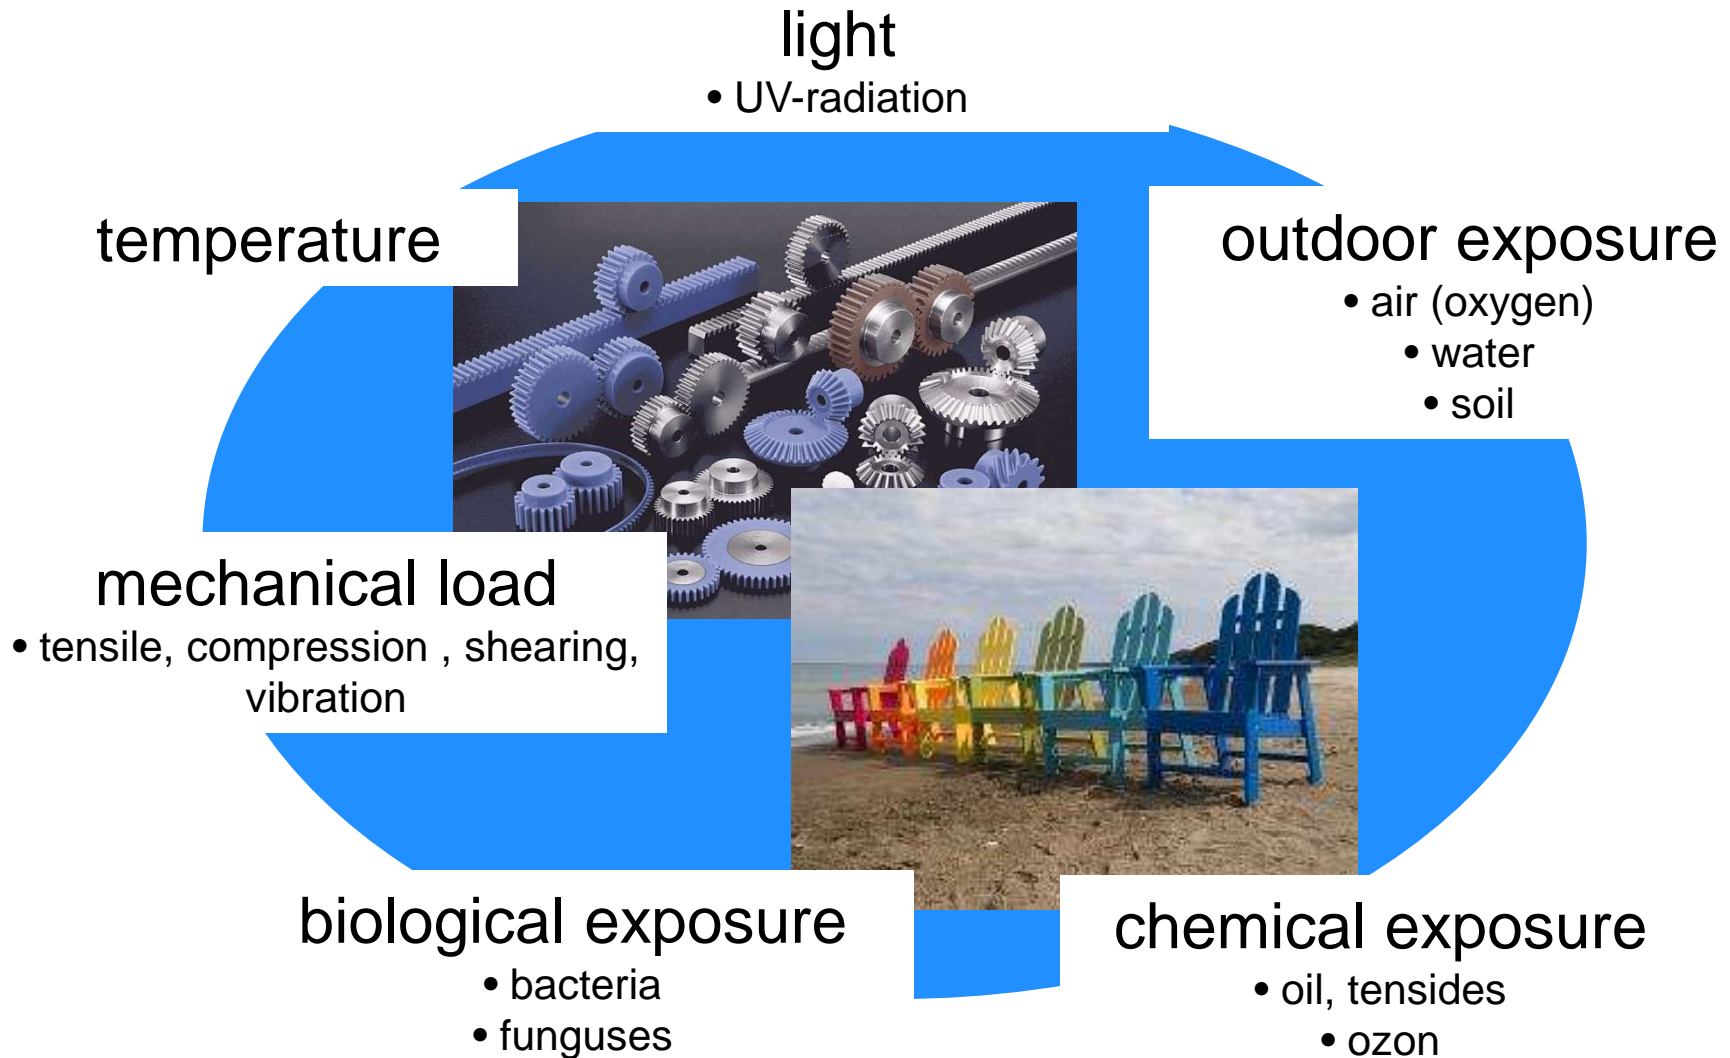 light
• UV-radiation
temperature
outdoor exposure
• air (oxygen)
• water
• soil
mechanical load
• tensile, compression , shearing,
vibration
biological exposure
• bacteria
• funguses
chemical exposure
• oil, tensides
• ozon